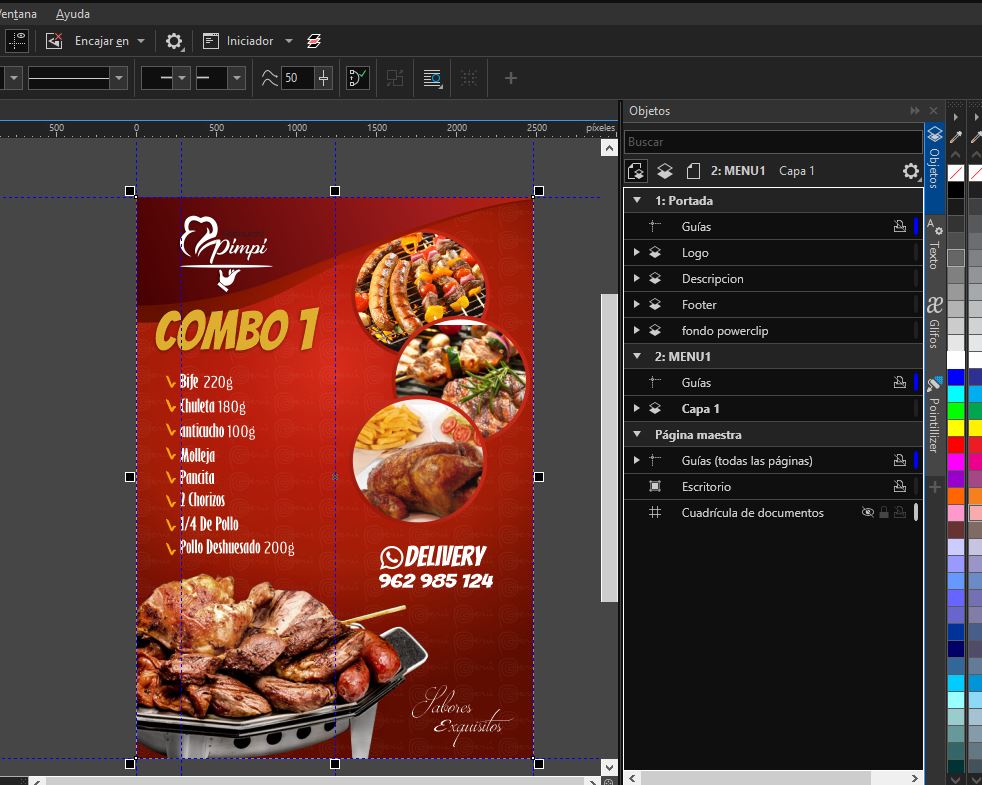 Ventana Ayuda
Encajar en
Iniciador
50
500 0 500 1000 1500 2000 2500 píxeles
Pimpi
COMBO 1
Bife 220g
Chuleta 180g
anticucho 100g
Molleja
Pancita
2 Chorizos
1/4 De Pollo
Pollo Deshuesado 200g
DELIVERY
962 985 124
Sabores
Exquisitos
Objetos
Buscar
2: MENU1 Capa 1
1: Portada
Guías
Logo
Descripcion
Footer
fondo powerclip
2: MENU1
Guías
Capa 1
Página maestra
Guías (todas las páginas)
Escritorio
Cuadrícula de documentos
Objetos
Texto
Glifos
Pointillizer